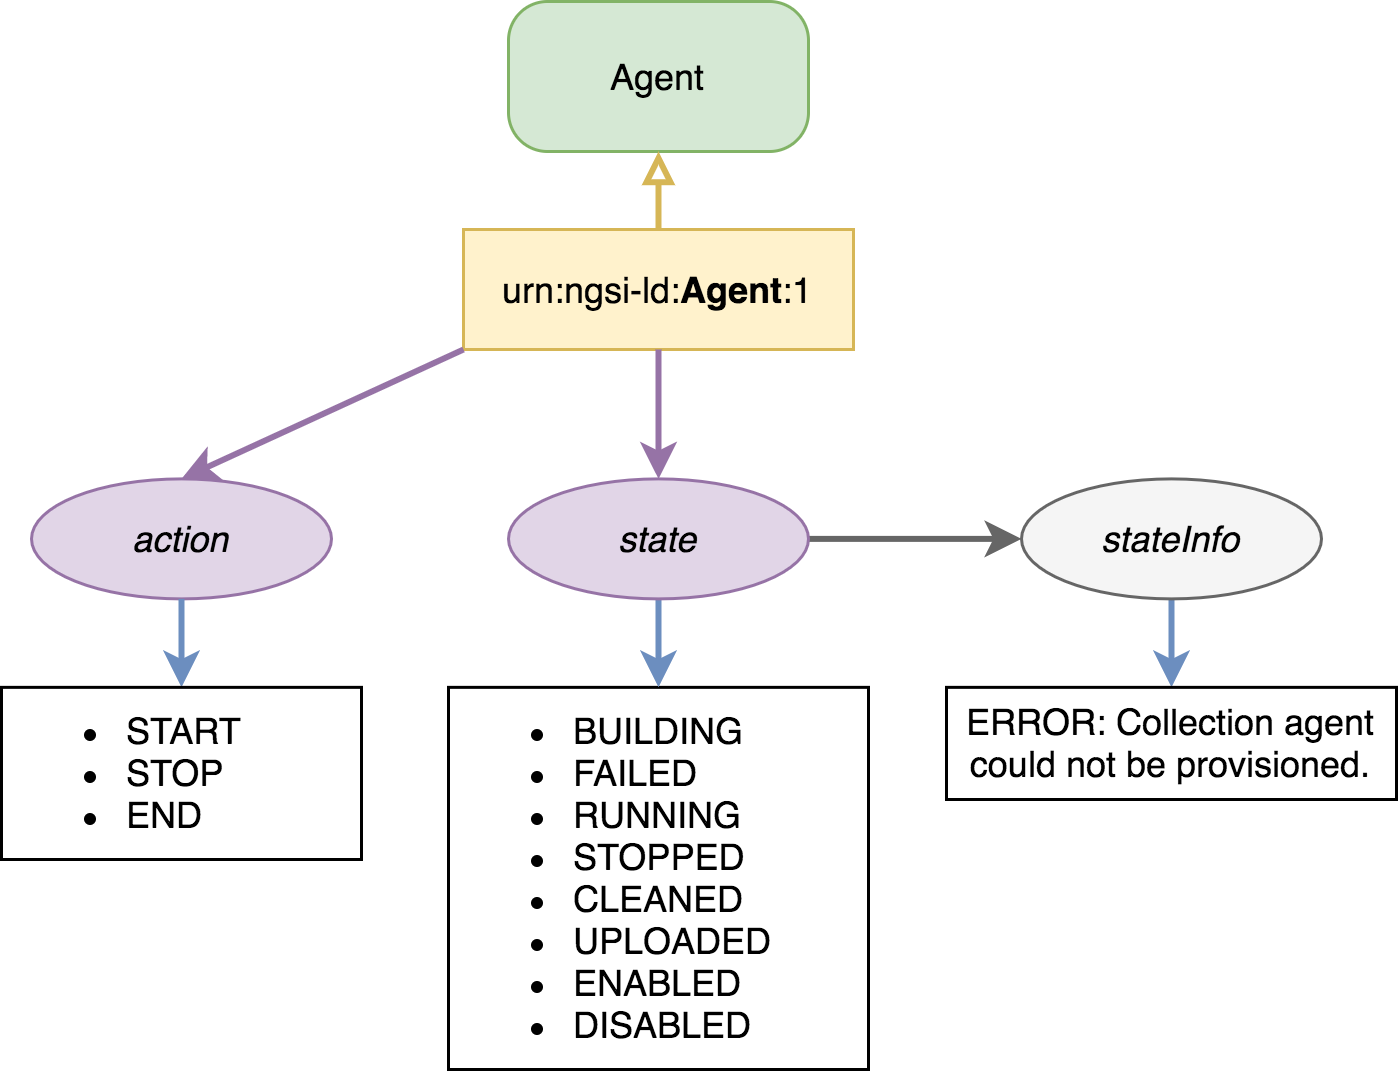 Agent
urn:ngsi-ld:Agent:1
action
state
stateInfo
• START
• STOP
• END
• BUILDING
• FAILED
• RUNNING
• STOPPED
• CLEANED
• UPLOADED
• ENABLED
• DISABLED
ERROR: Collection agent
could not be provisioned.